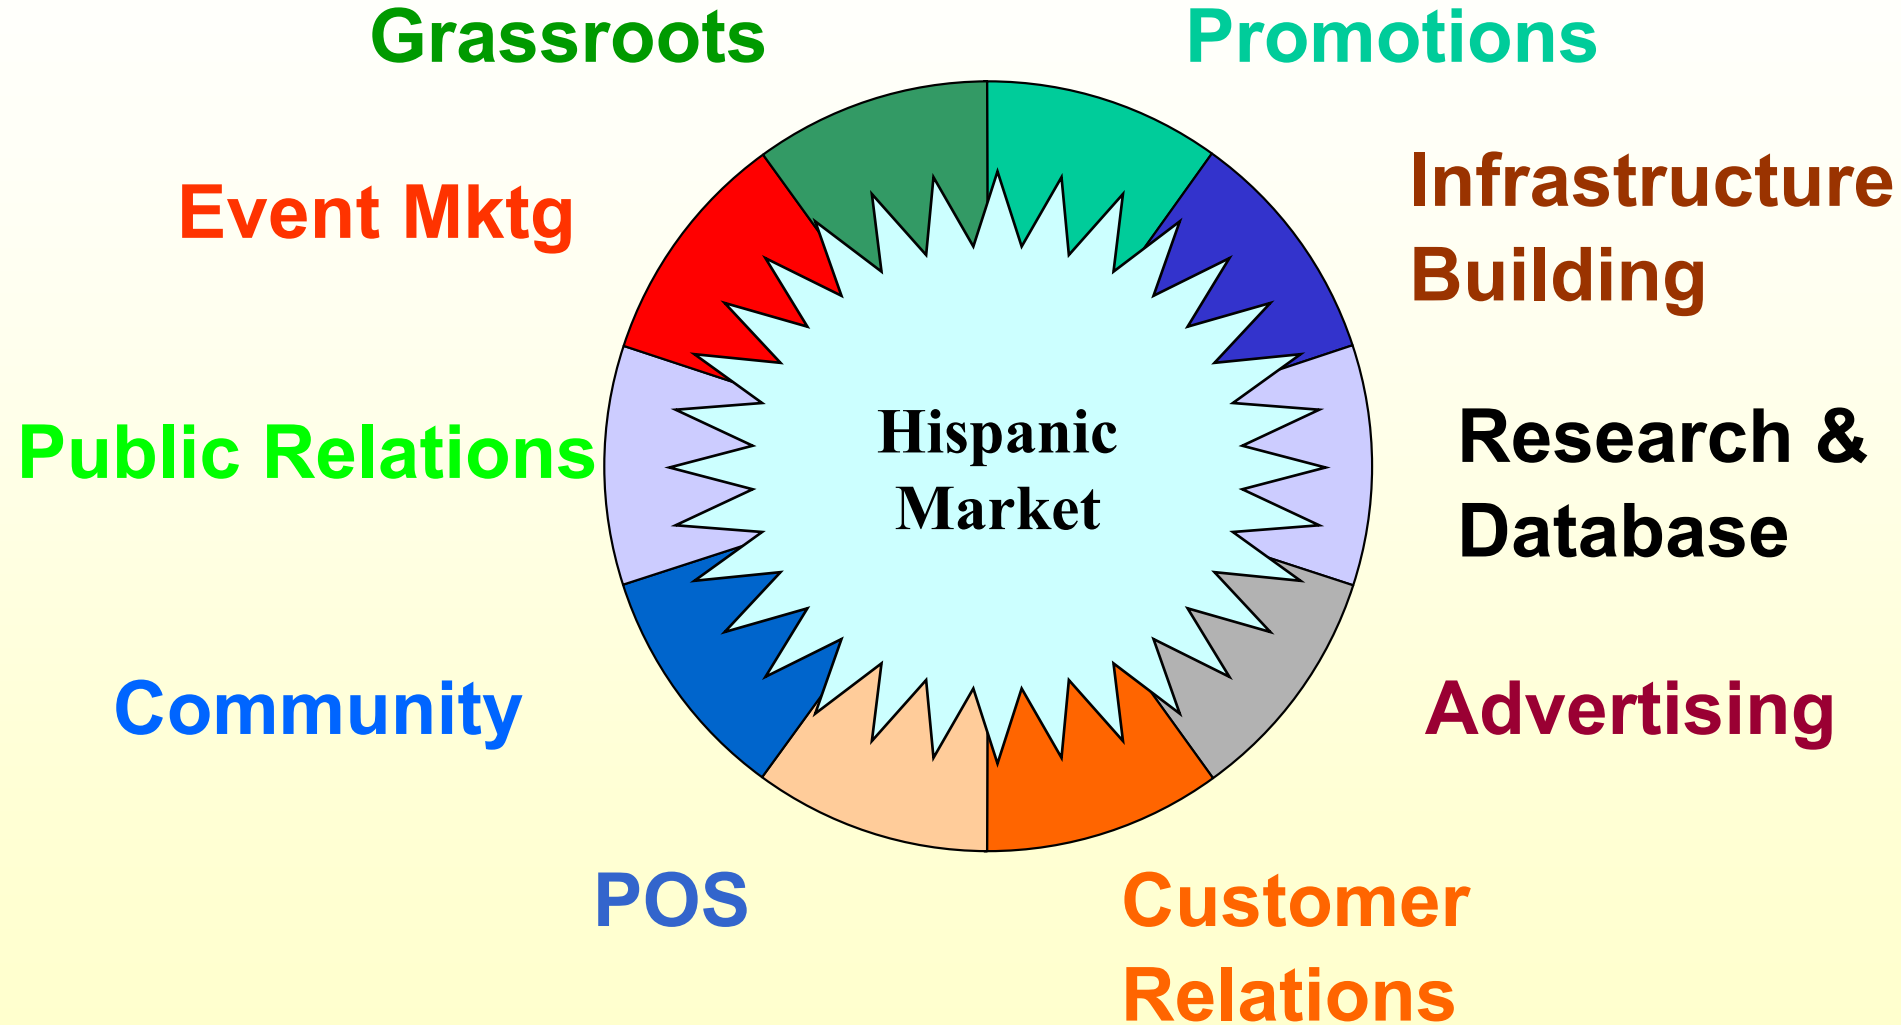 Grassroots
Promotions
Event Mktg
Infrastructure
Building
Public Relations
Hispanic
Market
Research &
Database
Community
Advertising
POS
Customer
Relations